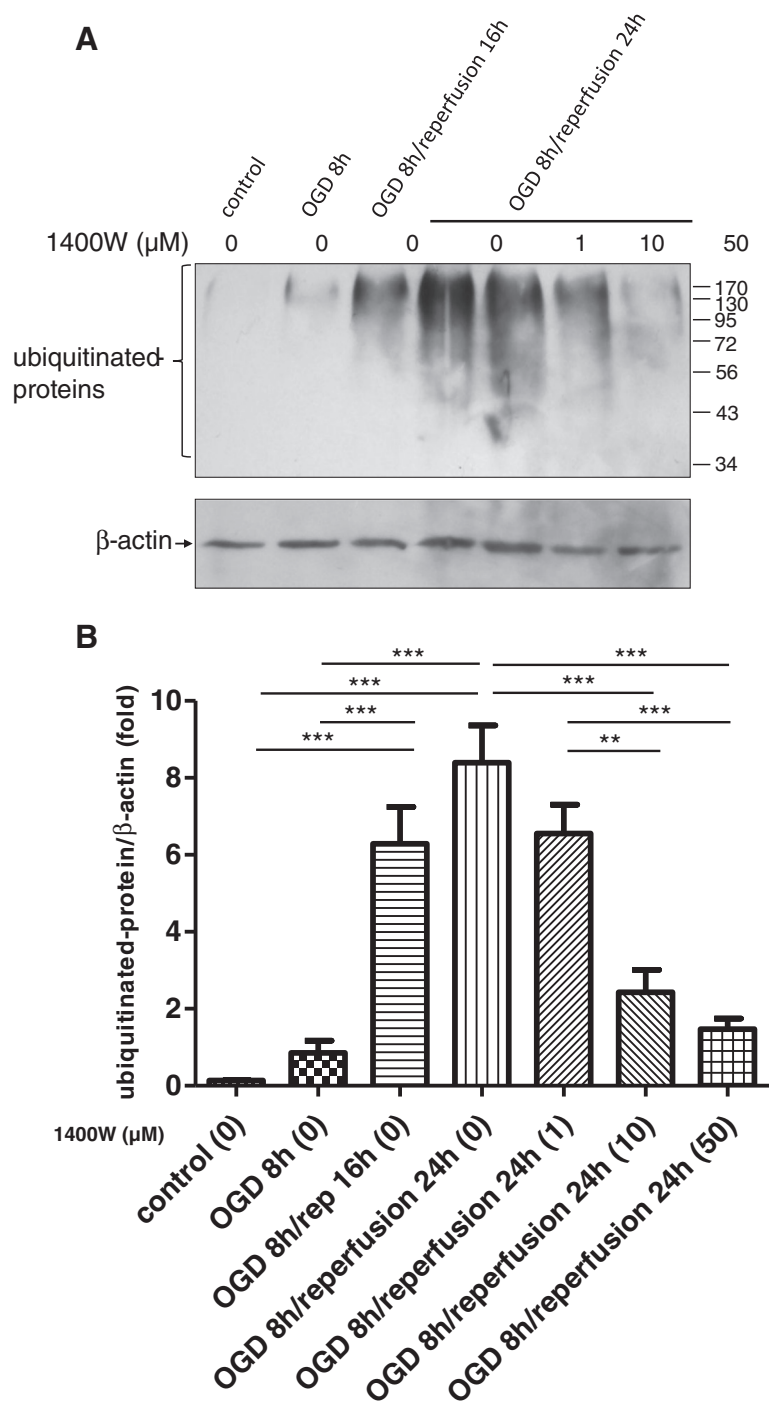 A
control
OGD 8h
OGD 8h/reperfusion 16h
OGD 8h/reperfusion 24h
1400W (µM) 0 0 0 0 1 10 50
ubiquitinated
proteins
170
130
95
72
56
43
34
β-actin
B
*** ***
*** ***
*** ***
*** **
ubiquitinated-protein/β-actin (fold)
10
8
6
4
2
0
1400W (µM)
control (0)
OGD 8h (0)
OGD 8h/rep 16h (0)
OGD 8h/reperfusion 24h (0)
OGD 8h/reperfusion 24h (1)
OGD 8h/reperfusion 24h (10)
OGD 8h/reperfusion 24h (50)